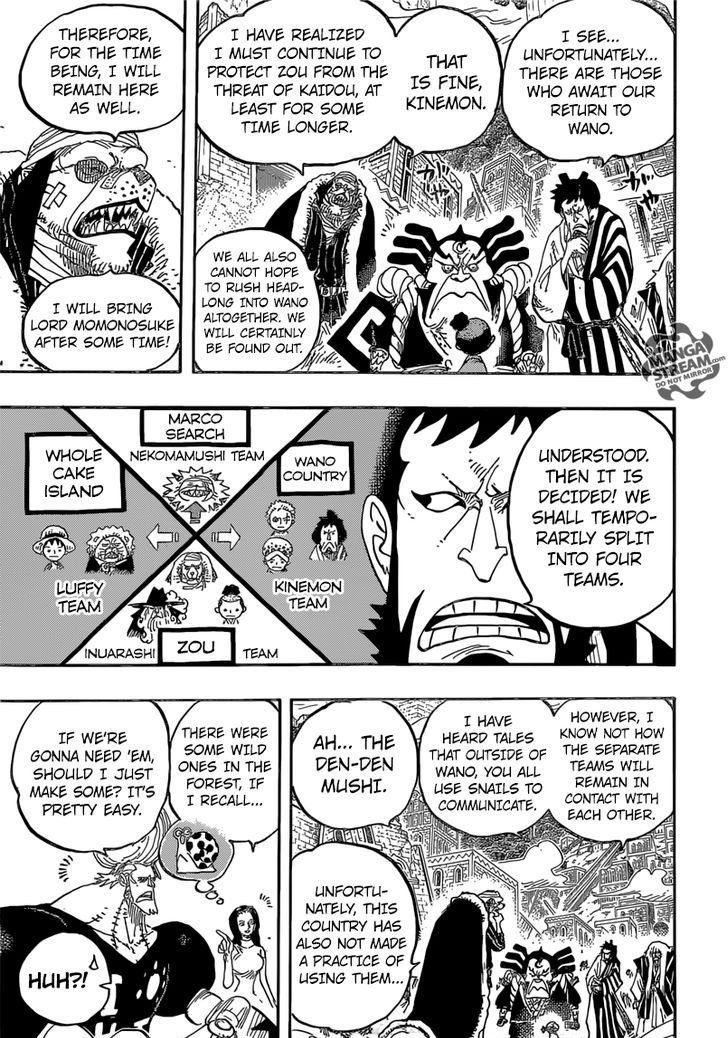 I SEE...
UNFORTUNATELY...
THERE ARE THOSE
WHO AWAIT OUR
RETURN TO
WANO.
THAT
IS FINE,
KINEMON.
I HAVE REALIZED
I MUST CONTINUE TO
PROTECT ZOU FROM THE
THREAT OF KAIDOU, AT
LEAST FOR SOME
TIME LONGER.
WE ALL ALSO
CANNOT HOPE
TO RUSH HEAD-
LONG INTO WANO
ALTOGETHER. WE
WILL CERTAINLY
BE FOUND OUT.
THEREFORE,
FOR THE TIME
BEING, I WILL
REMAIN HERE
AS WELL.
I WILL BRING
LORD MOMONOSUKE
AFTER SOME TIME!
MANGA
STREAM.com
DO NOT MIRROR
UNDERSTOOD.
THEN IT IS
DECIDED! WE
SHALL TEMPO-
RARILY SPLIT
INTO FOUR
TEAMS.
MARCO
SEARCH
NEKOMAMUSHI TEAM
WANO
COUNTRY
KINEMON
TEAM
WHOLE
CAKE
ISLAND
LUFFY
TEAM
INUARASHI ZOU TEAM
HOWEVER, I
KNOW NOT HOW
THE SEPARATE
TEAMS WILL
REMAIN IN
CONTACT WITH
EACH OTHER.
I HAVE
HEARD TALES
THAT OUTSIDE OF
WANO, YOU ALL
USE SNAILS TO
COMMUNICATE.
AH... THE
DEN-DEN
MUSHI.
UNFORTU-
NATELY, THIS
COUNTRY HAS
ALSO NOT MADE
A PRACTICE OF
USING THEM...
THERE WERE
SOME WILD
ONES IN THE
FOREST, IF
I RECALL...
IF WE'RE
GONNA NEED 'EM,
SHOULD I JUST
MAKE SOME? IT'S
PRETTY EASY.
HUH?!